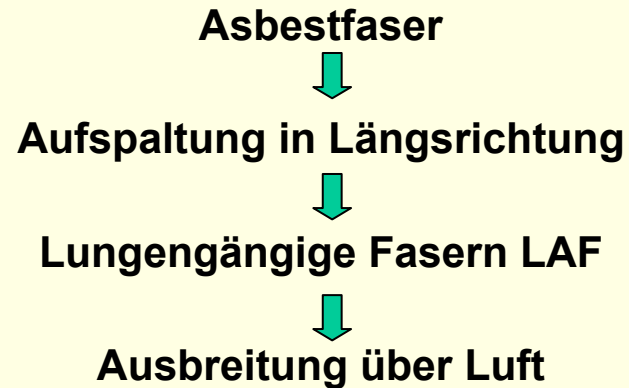 Asbestfaser
Aufspaltung in Längsrichtung
Lungengängige Fasern LAF
Ausbreitung über Luft